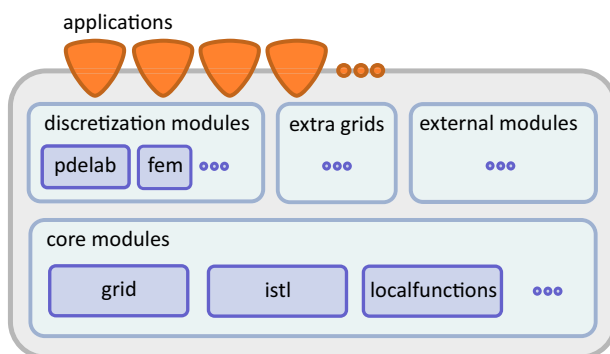 applications
discretization modules
extra grids
external modules
pdelab
fem
core modules
grid
istl
localfunctions